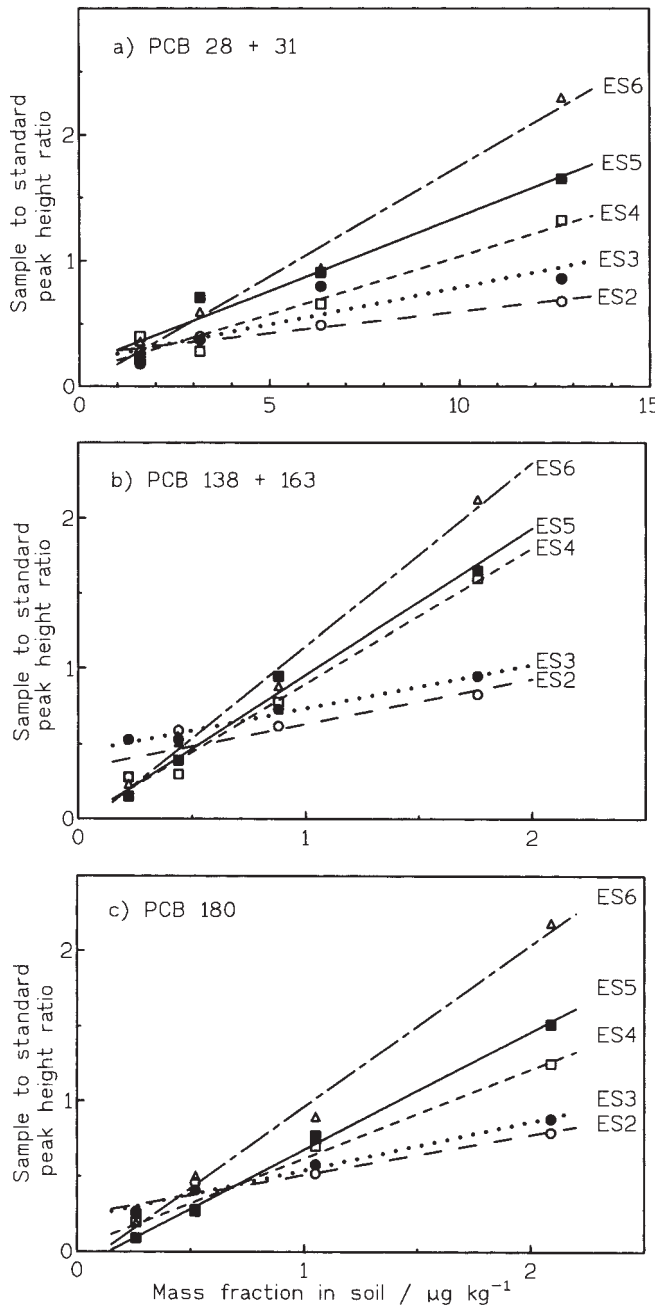 a) PCB 28 + 31
Sample to standard
peak height ratio
2
1
0
0
5
10
15
ES6
ES5
ES4
ES3
ES2
b) PCB 138 + 163
Sample to standard
peak height ratio
2
1
0
0
1
2
ES6
ES5
ES4
ES3
ES2
c) PCB 180
Sample to standard
peak height ratio
2
1
0
0
1
2
ES6
ES5
ES4
ES3
ES2
Mass fraction in soil / µg kg⁻¹